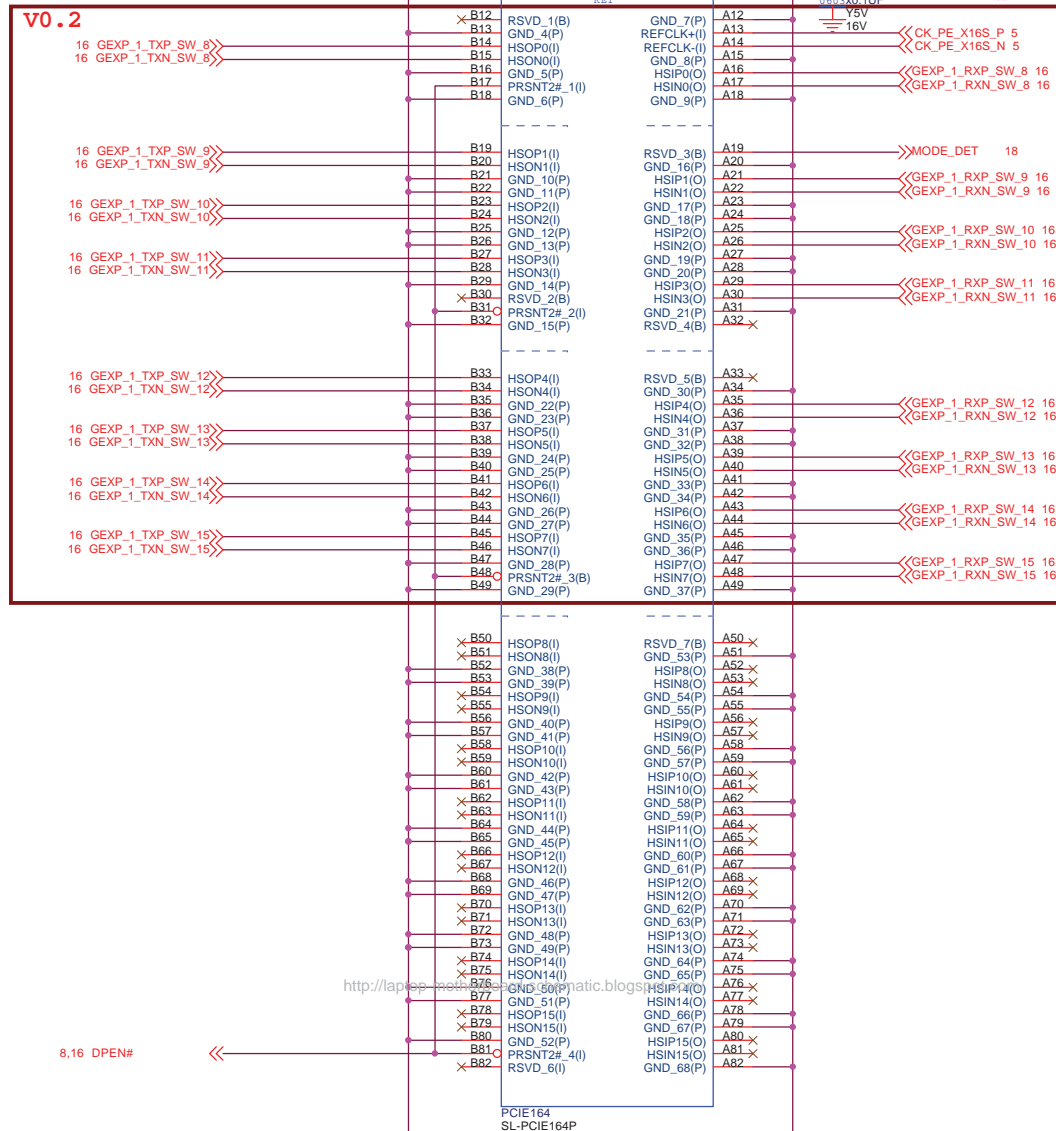 KEY
0603X0.1UF
V0.2
B12 RSVD_1(B) GND_7(P) A12 Y5V
B13 GND_4(P) REFCLK+(I) A13 16V CK_PE_X16S_P 5
16 GEXP_1_TXP_SW_8 B14 HSOP0(I) REFCLK-(I) A14 CK_PE_X16S_N 5
16 GEXP_1_TXN_SW_8 B15 HSON0(I) GND_8(P) A15
B16 GND_5(P) HSIP0(O) A16 GEXP_1_RXP_SW_8 16
B17 PRSNT2#_1(I) HSIN0(O) A17 GEXP_1_RXN_SW_8 16
B18 GND_6(P) GND_9(P) A18
16 GEXP_1_TXP_SW_9 B19 HSOP1(I) RSVD_3(B) A19 MODE_DET 18
16 GEXP_1_TXN_SW_9 B20 HSON1(I) GND_16(P) A20
B21 GND_10(P) HSIP1(O) A21 GEXP_1_RXP_SW_9 16
B22 GND_11(P) HSIN1(O) A22 GEXP_1_RXN_SW_9 16
16 GEXP_1_TXP_SW_10 B23 HSOP2(I) GND_17(P) A23
16 GEXP_1_TXN_SW_10 B24 HSON2(I) GND_18(P) A24
B25 GND_12(P) HSIP2(O) A25 GEXP_1_RXP_SW_10 16
B26 GND_13(P) HSIN2(O) A26 GEXP_1_RXN_SW_10 16
16 GEXP_1_TXP_SW_11 B27 HSOP3(I) GND_19(P) A27
16 GEXP_1_TXN_SW_11 B28 HSON3(I) GND_20(P) A28
B29 GND_14(P) HSIP3(O) A29 GEXP_1_RXP_SW_11 16
B30 RSVD_2(B) HSIN3(O) A30 GEXP_1_RXN_SW_11 16
B31 PRSNT2#_2(I) GND_21(P) A31
B32 GND_15(P) RSVD_4(B) A32
16 GEXP_1_TXP_SW_12 B33 HSOP4(I) RSVD_5(B) A33
16 GEXP_1_TXN_SW_12 B34 HSON4(I) GND_30(P) A34
B35 GND_22(P) HSIP4(O) A35 GEXP_1_RXP_SW_12 16
B36 GND_23(P) HSIN4(O) A36 GEXP_1_RXN_SW_12 16
16 GEXP_1_TXP_SW_13 B37 HSOP5(I) GND_31(P) A37
16 GEXP_1_TXN_SW_13 B38 HSON5(I) GND_32(P) A38
B39 GND_24(P) HSIP5(O) A39 GEXP_1_RXP_SW_13 16
B40 GND_25(P) HSIN5(O) A40 GEXP_1_RXN_SW_13 16
16 GEXP_1_TXP_SW_14 B41 HSOP6(I) GND_33(P) A41
16 GEXP_1_TXN_SW_14 B42 HSON6(I) GND_34(P) A42
B43 GND_26(P) HSIP6(O) A43 GEXP_1_RXP_SW_14 16
B44 GND_27(P) HSIN6(O) A44 GEXP_1_RXN_SW_14 16
16 GEXP_1_TXP_SW_15 B45 HSOP7(I) GND_35(P) A45
16 GEXP_1_TXN_SW_15 B46 HSON7(I) GND_36(P) A46
B47 GND_28(P) HSIP7(O) A47 GEXP_1_RXP_SW_15 16
B48 PRSNT2#_3(B) HSIN7(O) A48 GEXP_1_RXN_SW_15 16
B49 GND_29(P) GND_37(P) A49
B50 HSOP8(I) RSVD_7(B) A50
B51 HSON8(I) GND_53(P) A51
B52 GND_38(P) HSIP8(O) A52
B53 GND_39(P) HSIN8(O) A53
B54 HSOP9(I) GND_54(P) A54
B55 HSON9(I) GND_55(P) A55
B56 GND_40(P) HSIP9(O) A56
B57 GND_41(P) HSIN9(O) A57
B58 HSOP10(I) GND_56(P) A58
B59 HSON10(I) GND_57(P) A59
B60 GND_42(P) HSIP10(O) A60
B61 GND_43(P) HSIN10(O) A61
B62 HSOP11(I) GND_58(P) A62
B63 HSON11(I) GND_59(P) A63
B64 GND_44(P) HSIP11(O) A64
B65 GND_45(P) HSIN11(O) A65
B66 HSOP12(I) GND_60(P) A66
B67 HSON12(I) GND_61(P) A67
B68 GND_46(P) HSIP12(O) A68
B69 GND_47(P) HSIN12(O) A69
B70 HSOP13(I) GND_62(P) A70
B71 HSON13(I) GND_63(P) A71
B72 GND_48(P) HSIP13(O) A72
B73 GND_49(P) HSIN13(O) A73
B74 HSOP14(I) GND_64(P) A74
B75 HSON14(I) GND_65(P) A75
B76 GND_50(P) HSIP14(O) A76
http://laptop-motherboard-schematic.blogspot.com/
B77 GND_51(P) HSIN14(O) A77
B78 HSOP15(I) GND_66(P) A78
B79 HSON15(I) GND_67(P) A79
B80 GND_52(P) HSIP15(O) A80
8,16 DPEN# B81 PRSNT2#_4(I) HSIN15(O) A81
B82 RSVD_6(I) GND_68(P) A82
PCIE164
SL-PCIE164P